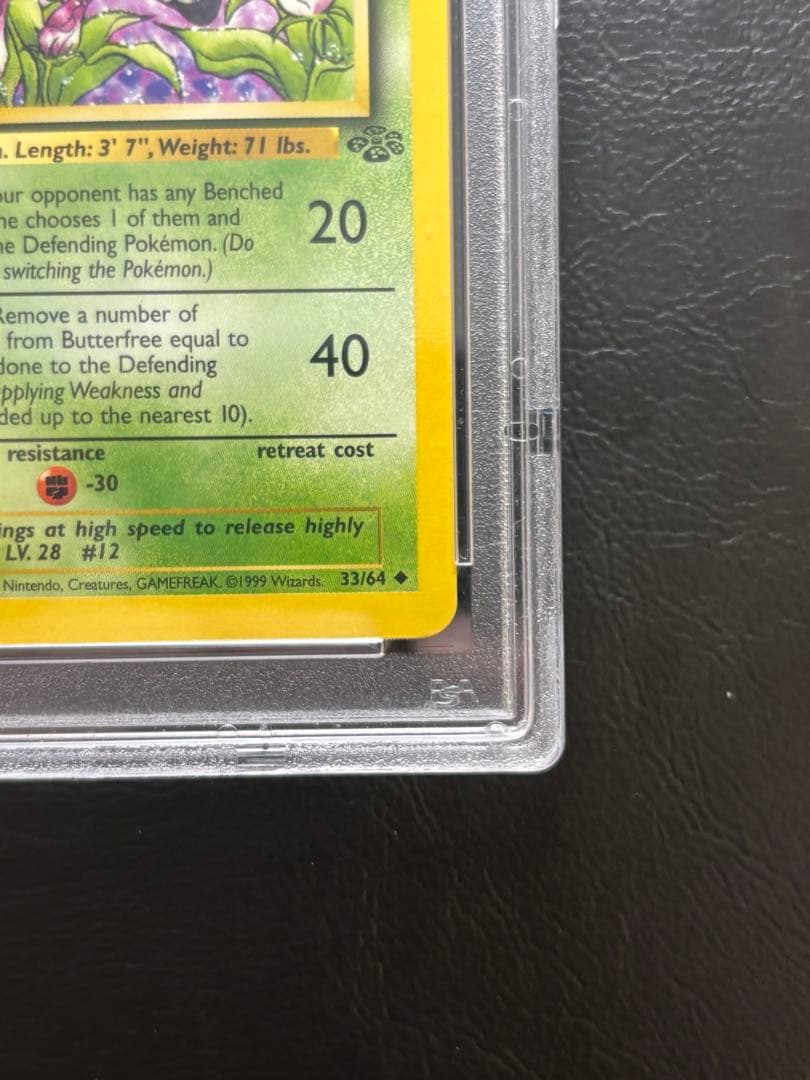 . Length: 3' 7", Weight: 71 lbs.
our opponent has any Benched
he chooses 1 of them and
he Defending Pokémon. (Do
switching the Pokémon.)
20
Remove a number of
from Butterfree equal to
done to the Defending
pplying Weakness and
ded up to the nearest 10).
40
resistance
retreat cost
-30
ings at high speed to release highly
LV. 28 #12
Nintendo, Creatures, GAMEFREAK. ©1999 Wizards. 33/64
PSA